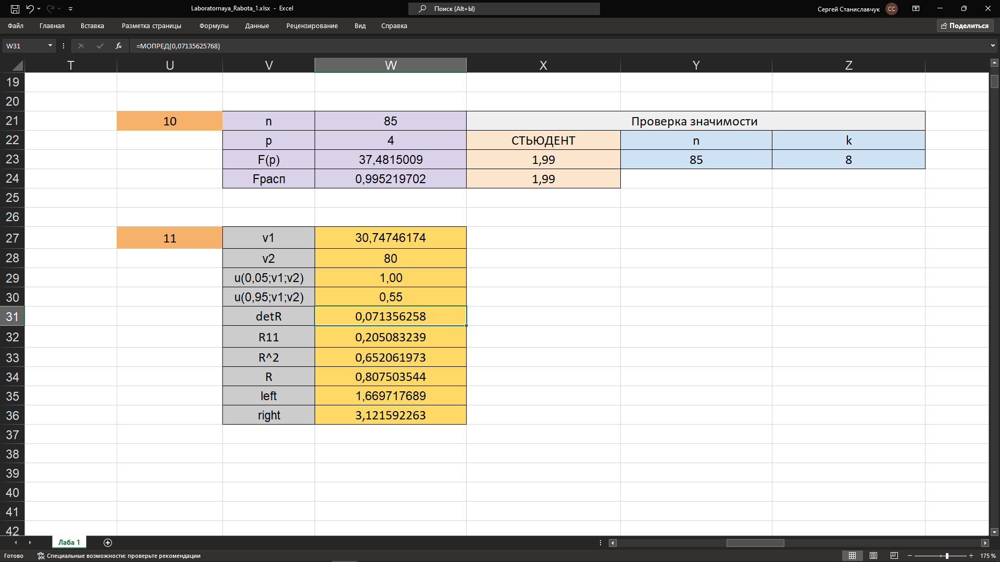 Laboratornaya_Rabota_1.xlsx - Excel
Поиск (Alt+Ы)
Сергей Станиславчук
СС
Файл Главная Вставка Разметка страницы Формулы Данные Рецензирование Вид Справка
Поделиться
W31 fx =МОПРЕД(0,07135625768)
T U V W X Y Z
19
20
21 10 n 85 Проверка значимости
22 p 4 СТЬЮДЕНТ n k
23 F(p) 37,4815009 1,99 85 8
24 Fрасп 0,995219702 1,99
25
26
27 11 v1 30,74746174
28 v2 80
29 u(0,05;v1;v2) 1,00
30 u(0,95;v1;v2) 0,55
31 detR 0,071356258
32 R11 0,205083239
33 R^2 0,652061973
34 R 0,807503544
35 left 1,669717689
36 right 3,121592263
37
38
39
40
41
42
Лаба 1
Готово
Специальные возможности: проверьте рекомендации
175 %